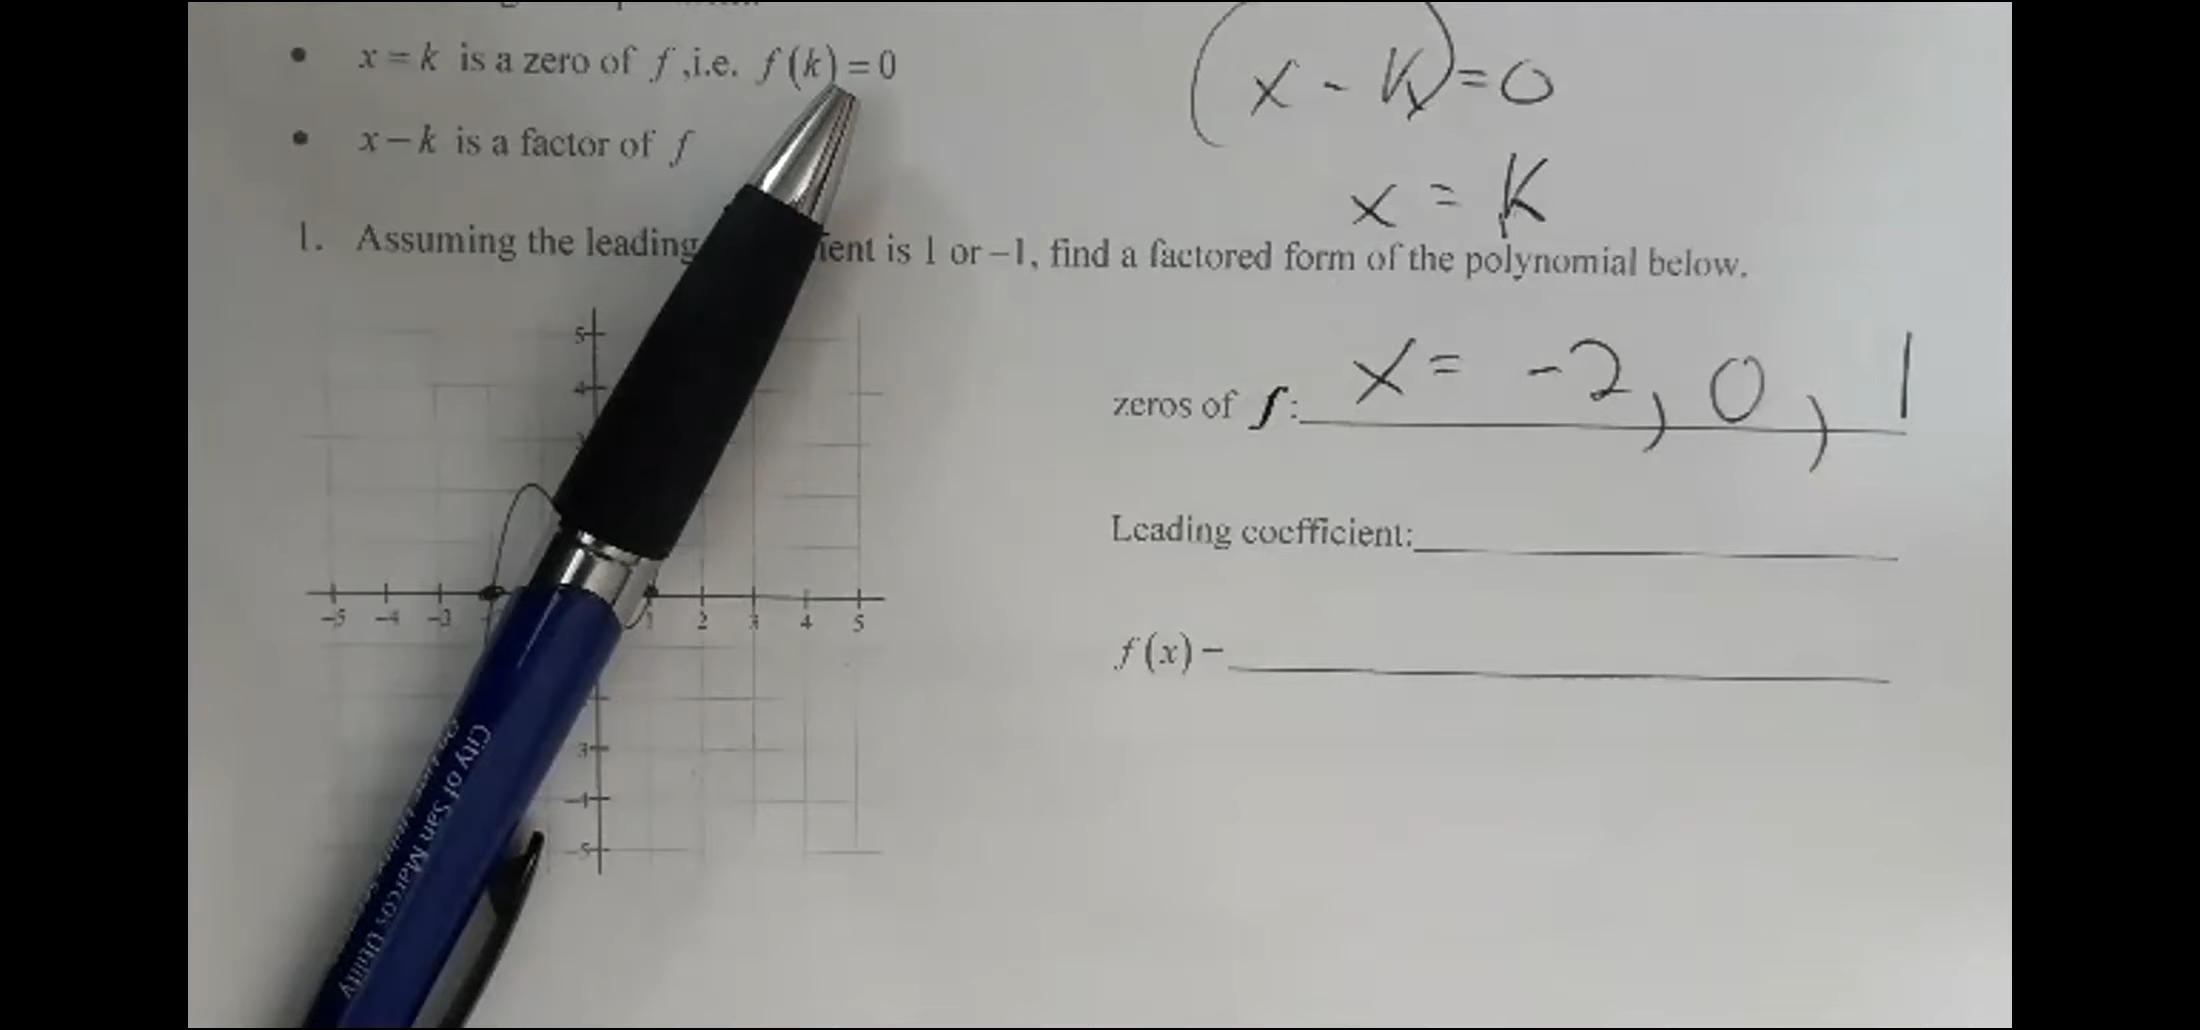 x = k is a zero of f, i.e. f(k) = 0
x − k is a factor of f
(x - k) = 0
x = K
1. Assuming the leading ient is 1 or −1, find a factored form of the polynomial below.
zeros of f: x = -2, 0, 1
Leading coefficient:
f(x) −
5
4
-5 -4 -3 1 2 3 4 5
3
-4
-5
City of San Marcos Utility